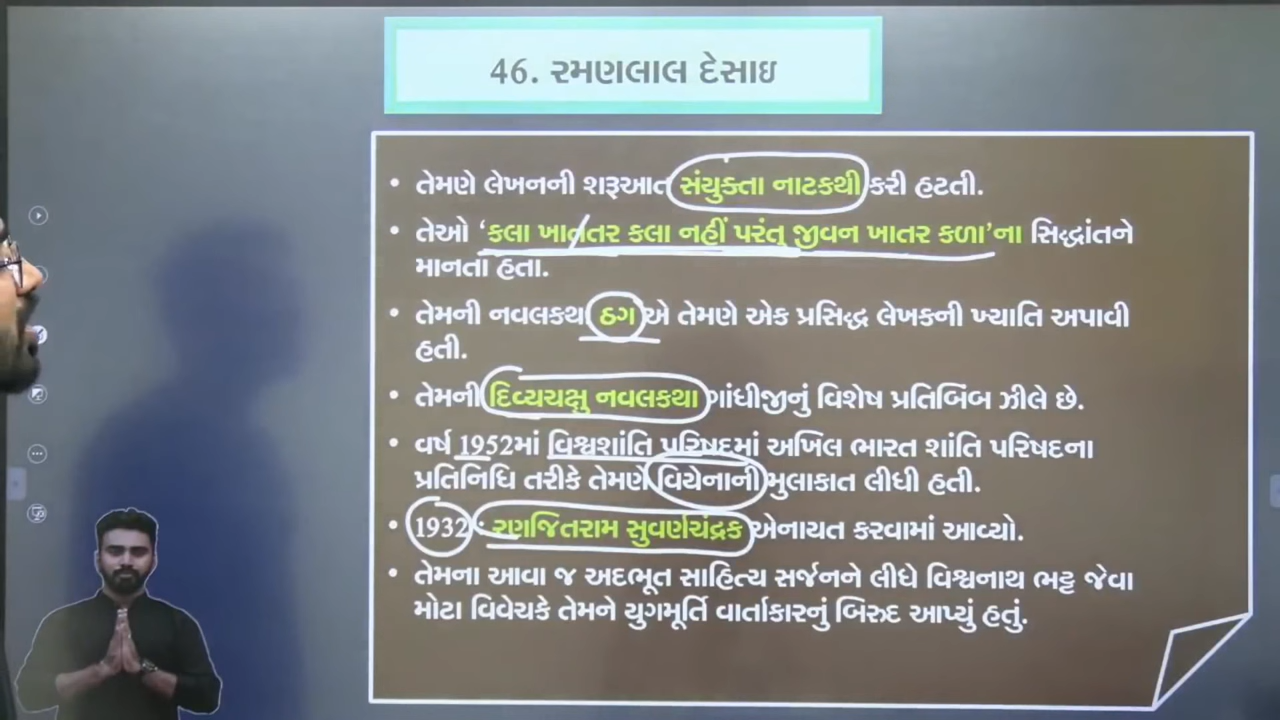 46. રમણલાલ દેસાઇ
• તેમણે લેખનની શરૂઆત સંયુક્તા નાટકથી કરી હટતી.
• તેઓ ‘કલા ખાતતર કલા નહીં પરંતુ જીવન ખાતર કળા’ના સિદ્ધાંતને
માનતા હતા.
• તેમની નવલકથ ઠગ એ તેમણે એક પ્રસિદ્ધ લેખકની ખ્યાતિ અપાવી
હતી.
• તેમની દિવ્યચક્ષુ નવલકથા ગાંધીજીનું વિશેષ પ્રતિબિંબ ઝીલે છે.
• વર્ષ 1952માં વિશ્વશાંતિ પરિષદમાં અખિલ ભારત શાંતિ પરિષદના
પ્રતિનિધિ તરીકે તેમણે વિયેનાની મુલાકાત લીધી હતી.
• 1932 : રણજિતરામ સુવર્ણચંદ્રક એનાયત કરવામાં આવ્યો.
• તેમના આવા જ અદભૂત સાહિત્ય સર્જનને લીધે વિશ્વનાથ ભટ્ટ જેવા
મોટા વિવેચકે તેમને યુગમૂર્તિ વાર્તાકારનું બિરુદ આપ્યું હતું.